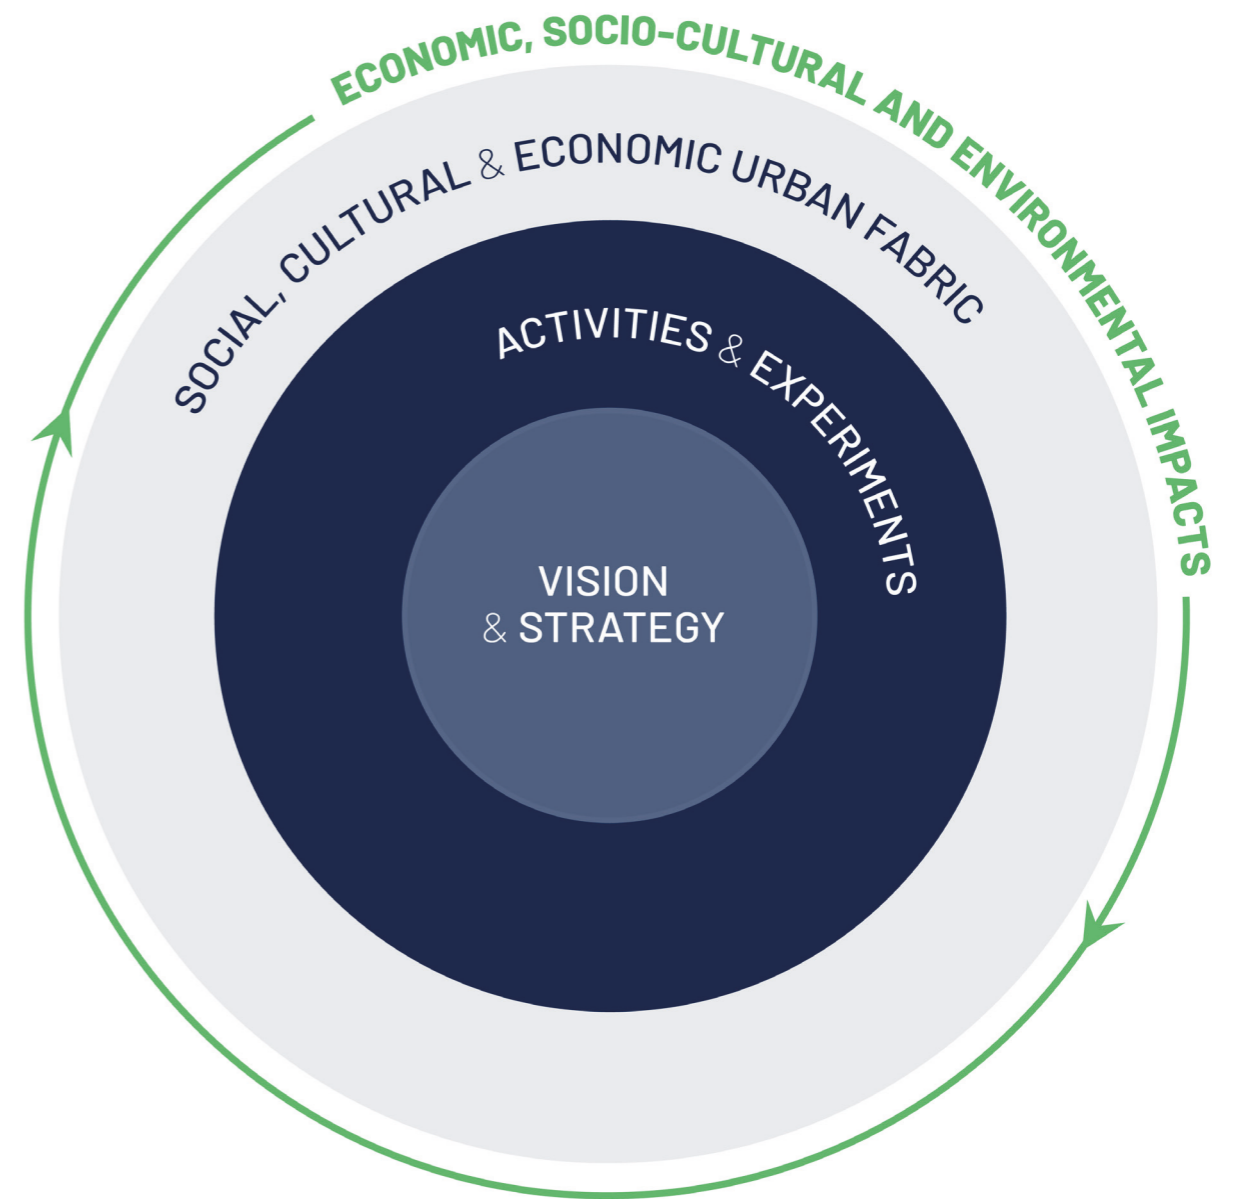 ECONOMIC, SOCIO-CULTURAL AND ENVIRONMENTAL IMPACTS
SOCIAL, CULTURAL & ECONOMIC URBAN FABRIC
ACTIVITIES & EXPERIMENTS
VISION
& STRATEGY